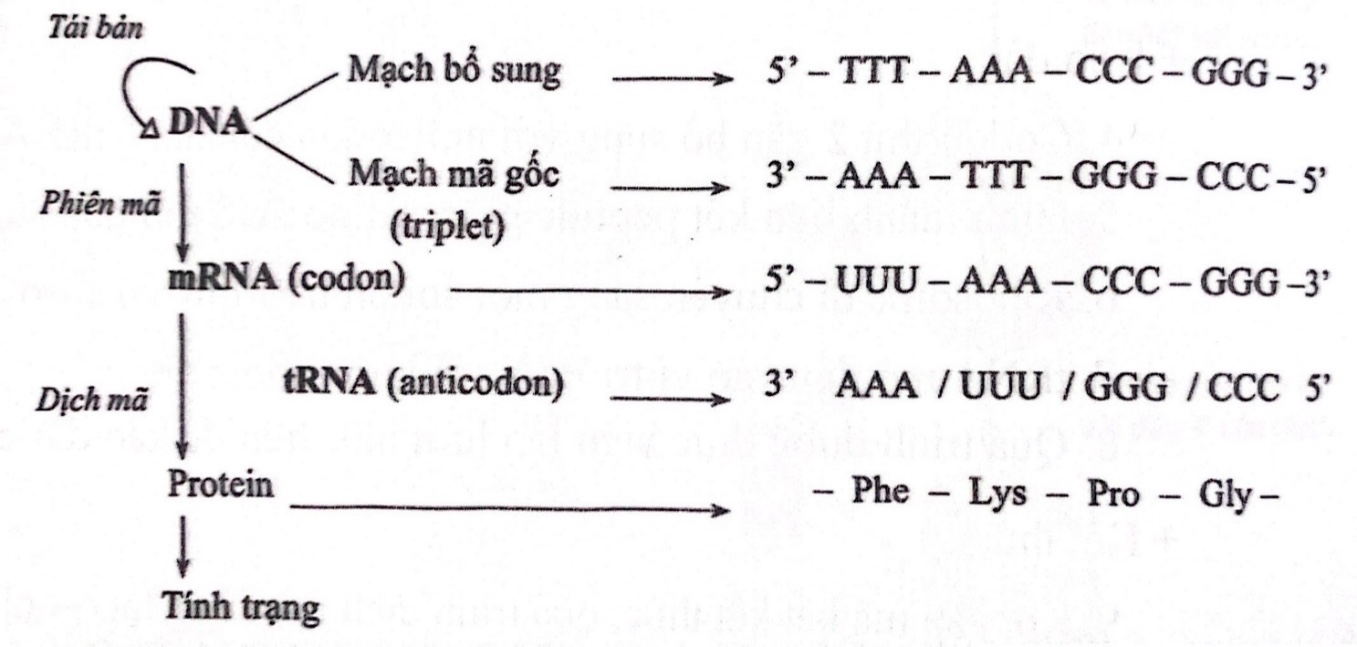 Tái bản
Mạch bổ sung 5’ – TTT – AAA – CCC – GGG – 3’
DNA
Mạch mã gốc 3’ – AAA – TTT – GGG – CCC – 5’
Phiên mã
(triplet)
mRNA (codon) 5’ – UUU – AAA – CCC – GGG –3’
tRNA (anticodon) 3’ AAA / UUU / GGG / CCC 5’
Dịch mã
Protein – Phe – Lys – Pro – Gly –
Tính trạng